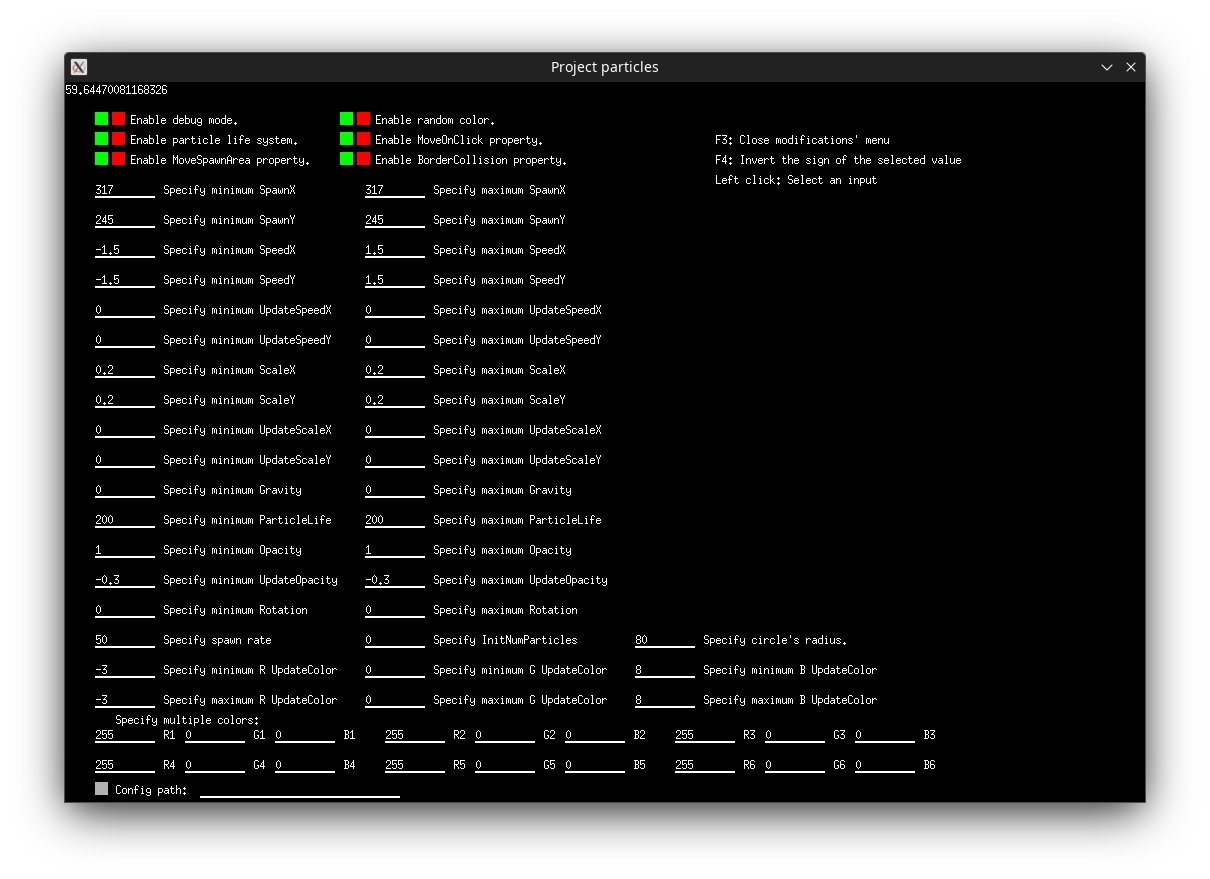 Project particles
59.64470081168326
Enable debug mode. Enable random color.
Enable particle life system. Enable MoveOnClick property. F3: Close modifications' menu
Enable MoveSpawnArea property. Enable BorderCollision property. F4: Invert the sign of the selected value
Left click: Select an input
317 Specify minimum SpawnX 317 Specify maximum SpawnX
245 Specify minimum SpawnY 245 Specify maximum SpawnY
-1.5 Specify minimum SpeedX 1.5 Specify maximum SpeedX
-1.5 Specify minimum SpeedY 1.5 Specify maximum SpeedY
0 Specify minimum UpdateSpeedX 0 Specify maximum UpdateSpeedX
0 Specify minimum UpdateSpeedY 0 Specify maximum UpdateSpeedY
0.2 Specify minimum ScaleX 0.2 Specify maximum ScaleX
0.2 Specify minimum ScaleY 0.2 Specify maximum ScaleY
0 Specify minimum UpdateScaleX 0 Specify maximum UpdateScaleX
0 Specify minimum UpdateScaleY 0 Specify maximum UpdateScaleY
0 Specify minimum Gravity 0 Specify maximum Gravity
200 Specify minimum ParticleLife 200 Specify maximum ParticleLife
1 Specify minimum Opacity 1 Specify maximum Opacity
-0.3 Specify minimum UpdateOpacity -0.3 Specify maximum UpdateOpacity
0 Specify minimum Rotation 0 Specify maximum Rotation
50 Specify spawn rate 0 Specify InitNumParticles 80 Specify circle's radius.
-3 Specify minimum R UpdateColor 0 Specify minimum G UpdateColor 8 Specify minimum B UpdateColor
-3 Specify maximum R UpdateColor 0 Specify maximum G UpdateColor 8 Specify maximum B UpdateColor
Specify multiple colors:
255 R1 0 G1 0 B1 255 R2 0 G2 0 B2 255 R3 0 G3 0 B3
255 R4 0 G4 0 B4 255 R5 0 G5 0 B5 255 R6 0 G6 0 B6
Config path: